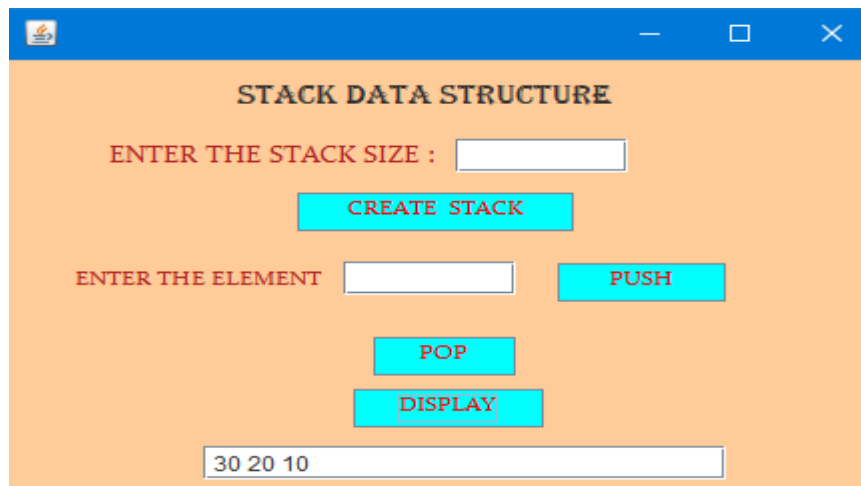 STACK DATA STRUCTURE
ENTER THE STACK SIZE :
CREATE STACK
ENTER THE ELEMENT PUSH
POP
DISPLAY
30 20 10